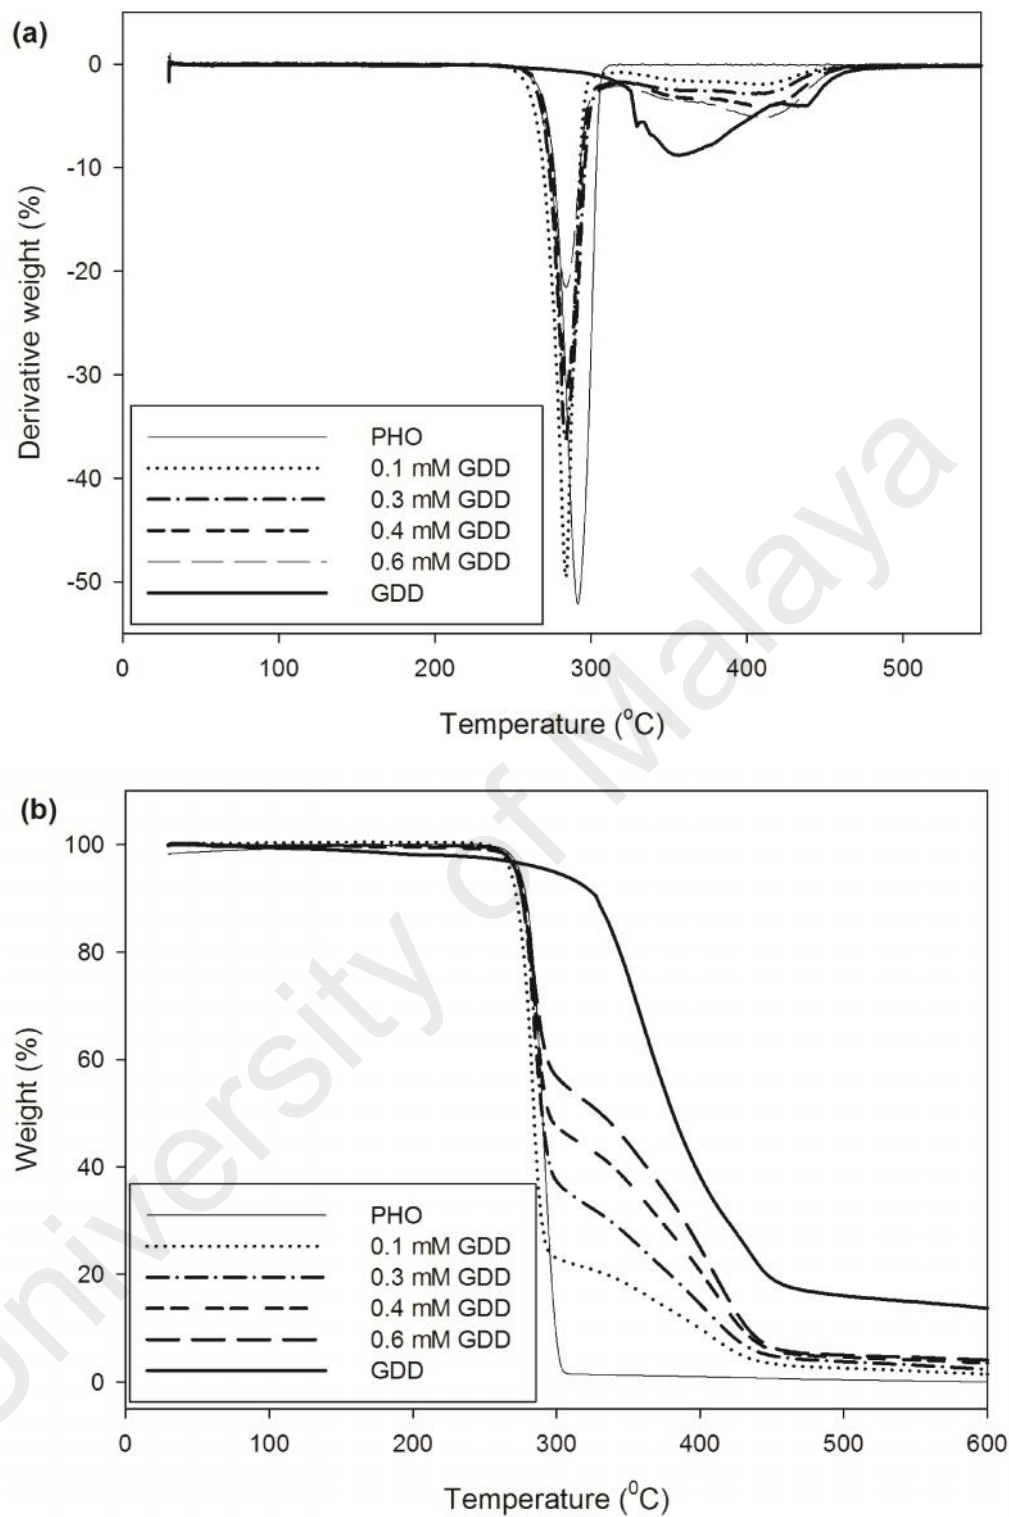 (a)
0
-10
-20
-30
-40
-50
Derivative weight (%)
PHO
0.1 mM GDD
0.3 mM GDD
0.4 mM GDD
0.6 mM GDD
GDD
0 100 200 300 400 500
Temperature (⁰C)
(b)
100
80
60
40
20
0
Weight (%)
PHO
0.1 mM GDD
0.3 mM GDD
0.4 mM GDD
0.6 mM GDD
GDD
0 100 200 300 400 500 600
Temperature (⁰C)
University of Malaya